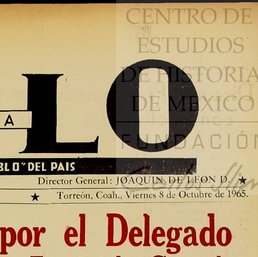 CENTRO DE
ESTUDIOS
DE HISTORIA
DE MEXICO
FUNDACIÓN
A
LO
BLO" DEL PAIS
Director General: JOAQUIN DE LEON D. ★
★ Torreón, Coah., Viernes 8 de Octubre de 1965.
por el Delegado